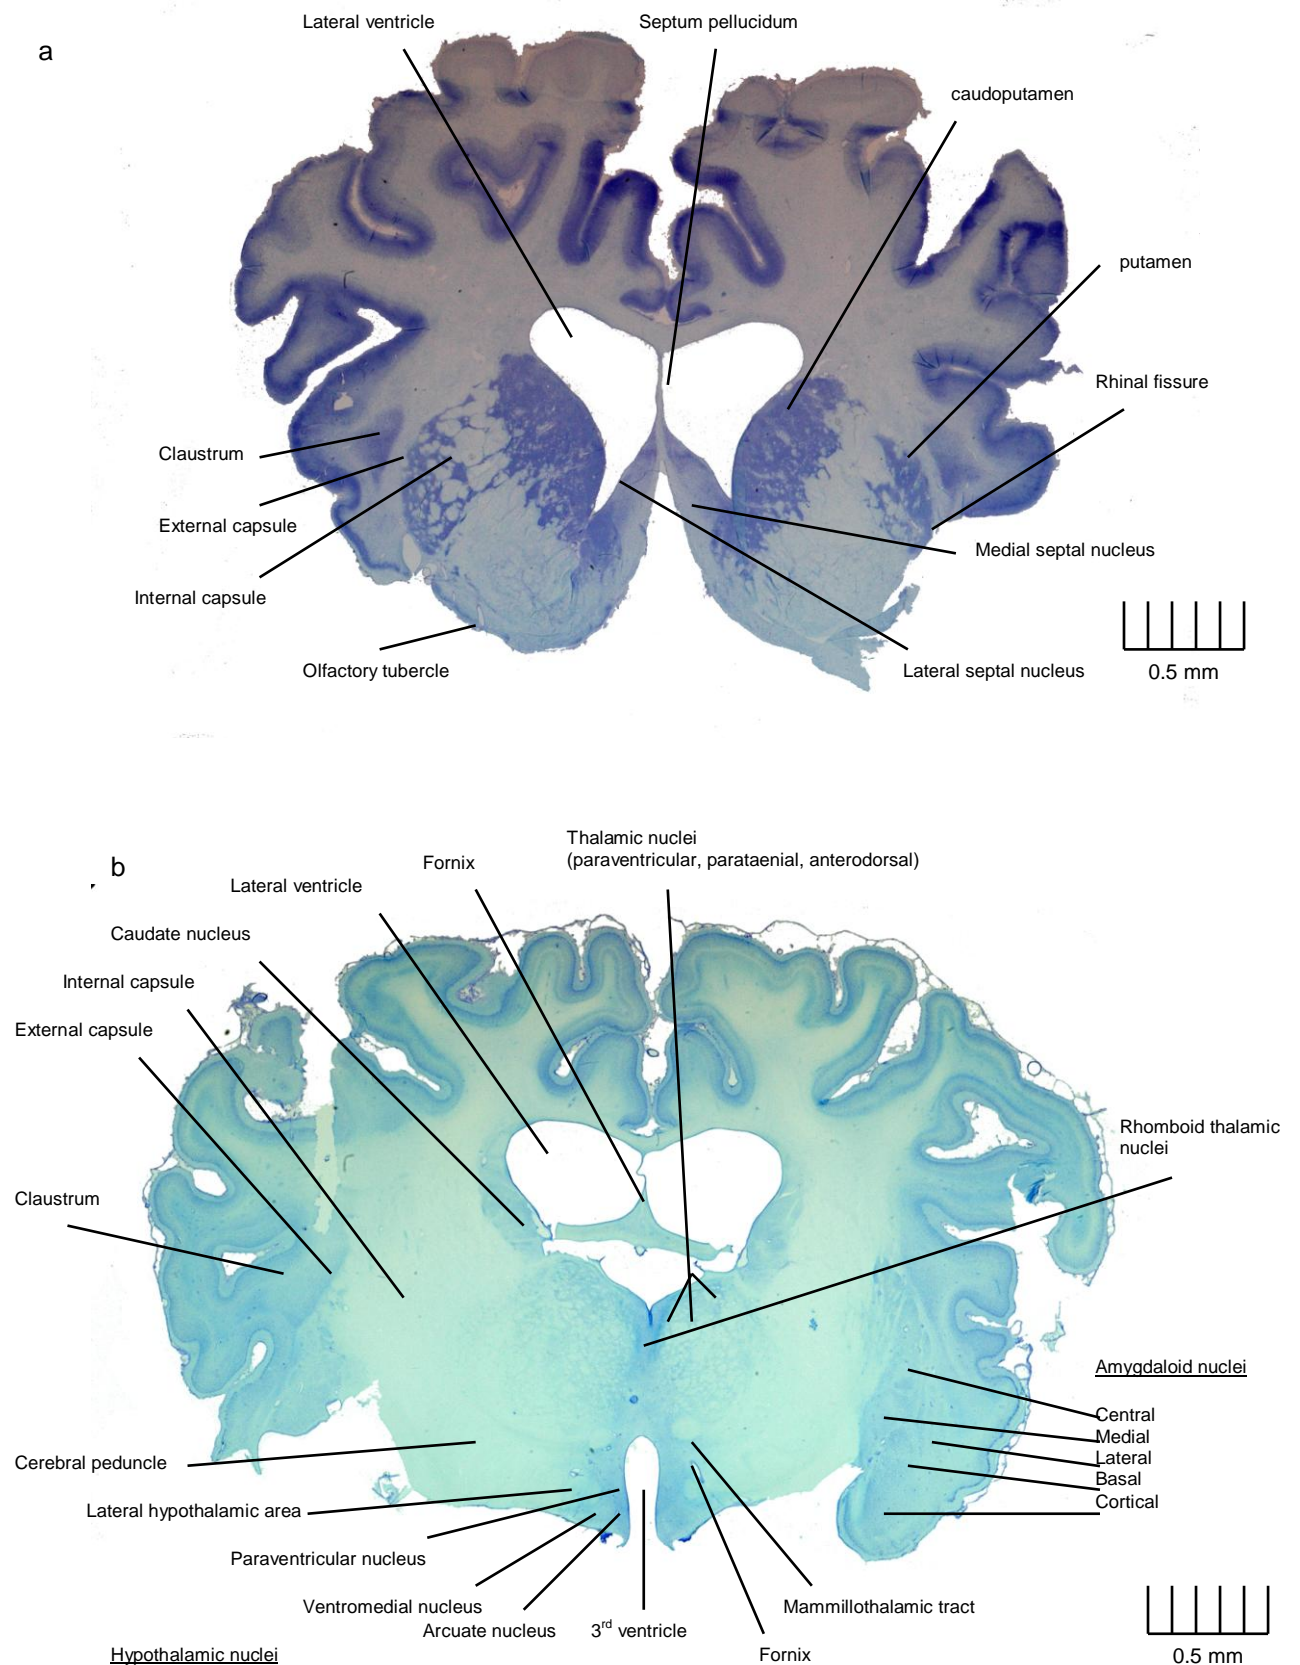 a
Lateral ventricle
Septum pellucidum
caudoputamen
putamen
Rhinal fissure
Claustrum
External capsule
Internal capsule
Olfactory tubercle
Medial septal nucleus
Lateral septal nucleus
0.5 mm
b
Thalamic nuclei
(paraventricular, parataenial, anterodorsal)
Fornix
Lateral ventricle
Caudate nucleus
Internal capsule
External capsule
Claustrum
Rhomboid thalamic
nuclei
Amygdaloid nuclei
Central
Medial
Lateral
Basal
Cortical
Cerebral peduncle
Lateral hypothalamic area
Paraventricular nucleus
Ventromedial nucleus
Arcuate nucleus
3rd ventricle
Mammillothalamic tract
Fornix
Hypothalamic nuclei
0.5 mm